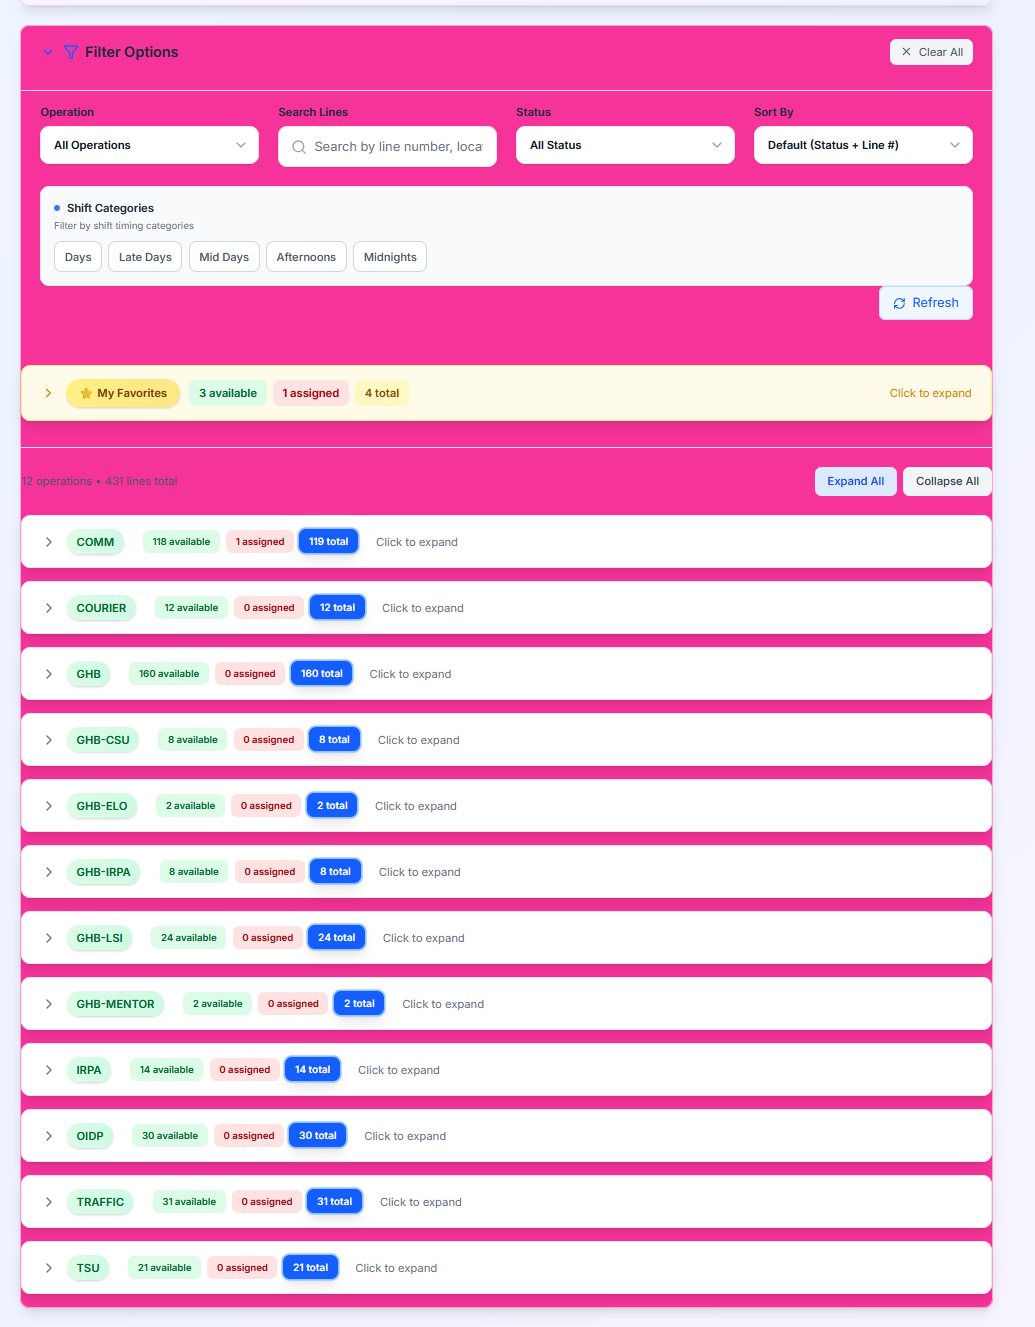 Filter Options
Clear All
Operation
Search Lines
Status
Sort By
All Operations
Search by line number, loca
All Status
Default (Status + Line #)
Shift Categories
Filter by shift timing categories
Days Late Days Mid Days Afternoons Midnights
Refresh
My Favorites 3 available 1 assigned 4 total Click to expand
12 operations • 431 lines total Expand All Collapse All
COMM 118 available 1 assigned 119 total Click to expand
COURIER 12 available 0 assigned 12 total Click to expand
GHB 160 available 0 assigned 160 total Click to expand
GHB-CSU 8 available 0 assigned 8 total Click to expand
GHB-ELO 2 available 0 assigned 2 total Click to expand
GHB-IRPA 8 available 0 assigned 8 total Click to expand
GHB-LSI 24 available 0 assigned 24 total Click to expand
GHB-MENTOR 2 available 0 assigned 2 total Click to expand
IRPA 14 available 0 assigned 14 total Click to expand
OIDP 30 available 0 assigned 30 total Click to expand
TRAFFIC 31 available 0 assigned 31 total Click to expand
TSU 21 available 0 assigned 21 total Click to expand